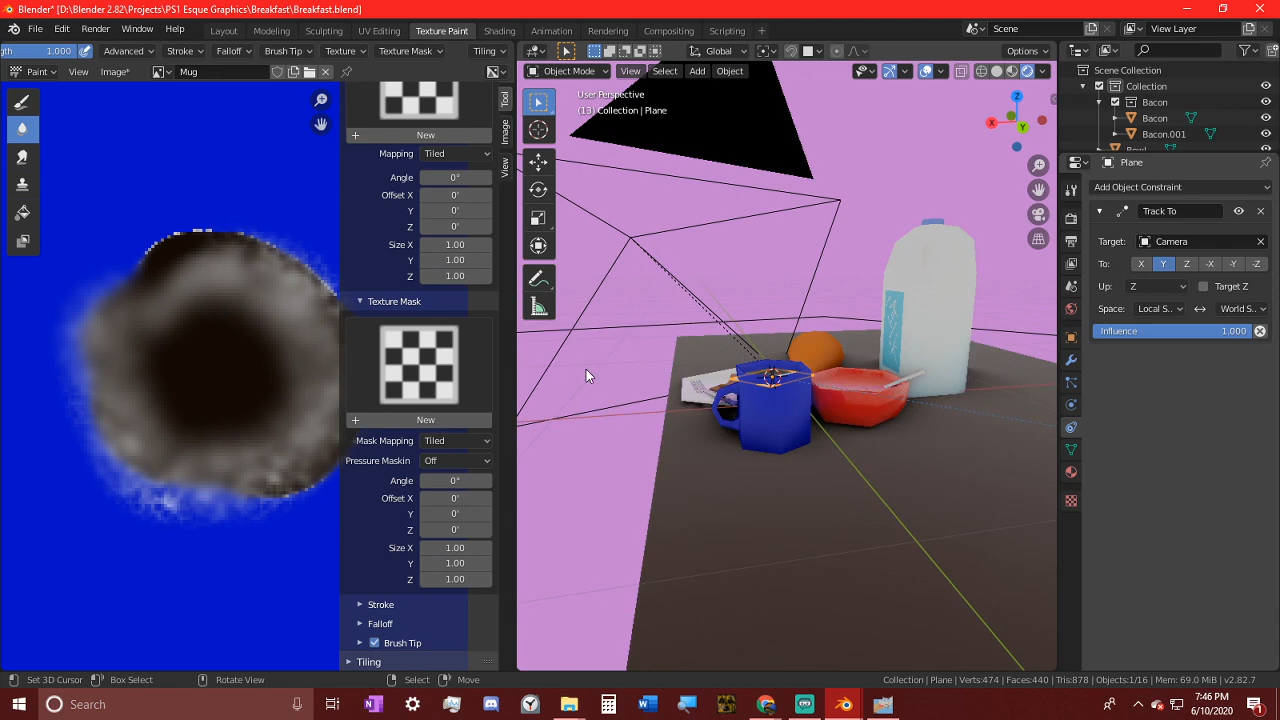 Blender* [D:\Blender 2.82\Projects\PS1 Esque Graphics\Breakfast\Breakfast.blend]
File Edit Render Window Help Layout Modeling Sculpting UV Editing Texture Paint Shading Animation Rendering Compositing Scripting Scene View Layer
gth 1.000 Advanced Stroke Falloff Brush Tip Texture Texture Mask Tiling Global Options
Paint View Image* Mug Object Mode View Select Add Object
Scene Collection
Collection
Bacon
Bacon
Bacon.001
User Perspective
(13) Collection | Plane
X
Y
Z
Tool
Image
View
New
Mapping Tiled
Angle 0°
Offset X 0'
Y 0'
Z 0'
Size X 1.00
Y 1.00
Z 1.00
Texture Mask
New
Mask Mapping Tiled
Pressure Maskin Off
Angle 0°
Offset X 0'
Y 0'
Z 0'
Size X 1.00
Y 1.00
Z 1.00
Stroke
Falloff
Brush Tip
Tiling
Plane
Add Object Constraint
Track To
Target: Camera
To: X Y Z -X -Y -Z
Up: Z Target Z
Space: Local S.. World S..
Influence 1.000
Set 3D Cursor Box Select Rotate View Select Move Collection | Plane | Verts:474 | Faces:440 | Tris:878 | Objects:1/16 | Mem: 69.0 MiB | v2.82.7
Search
7:46 PM
6/10/2020